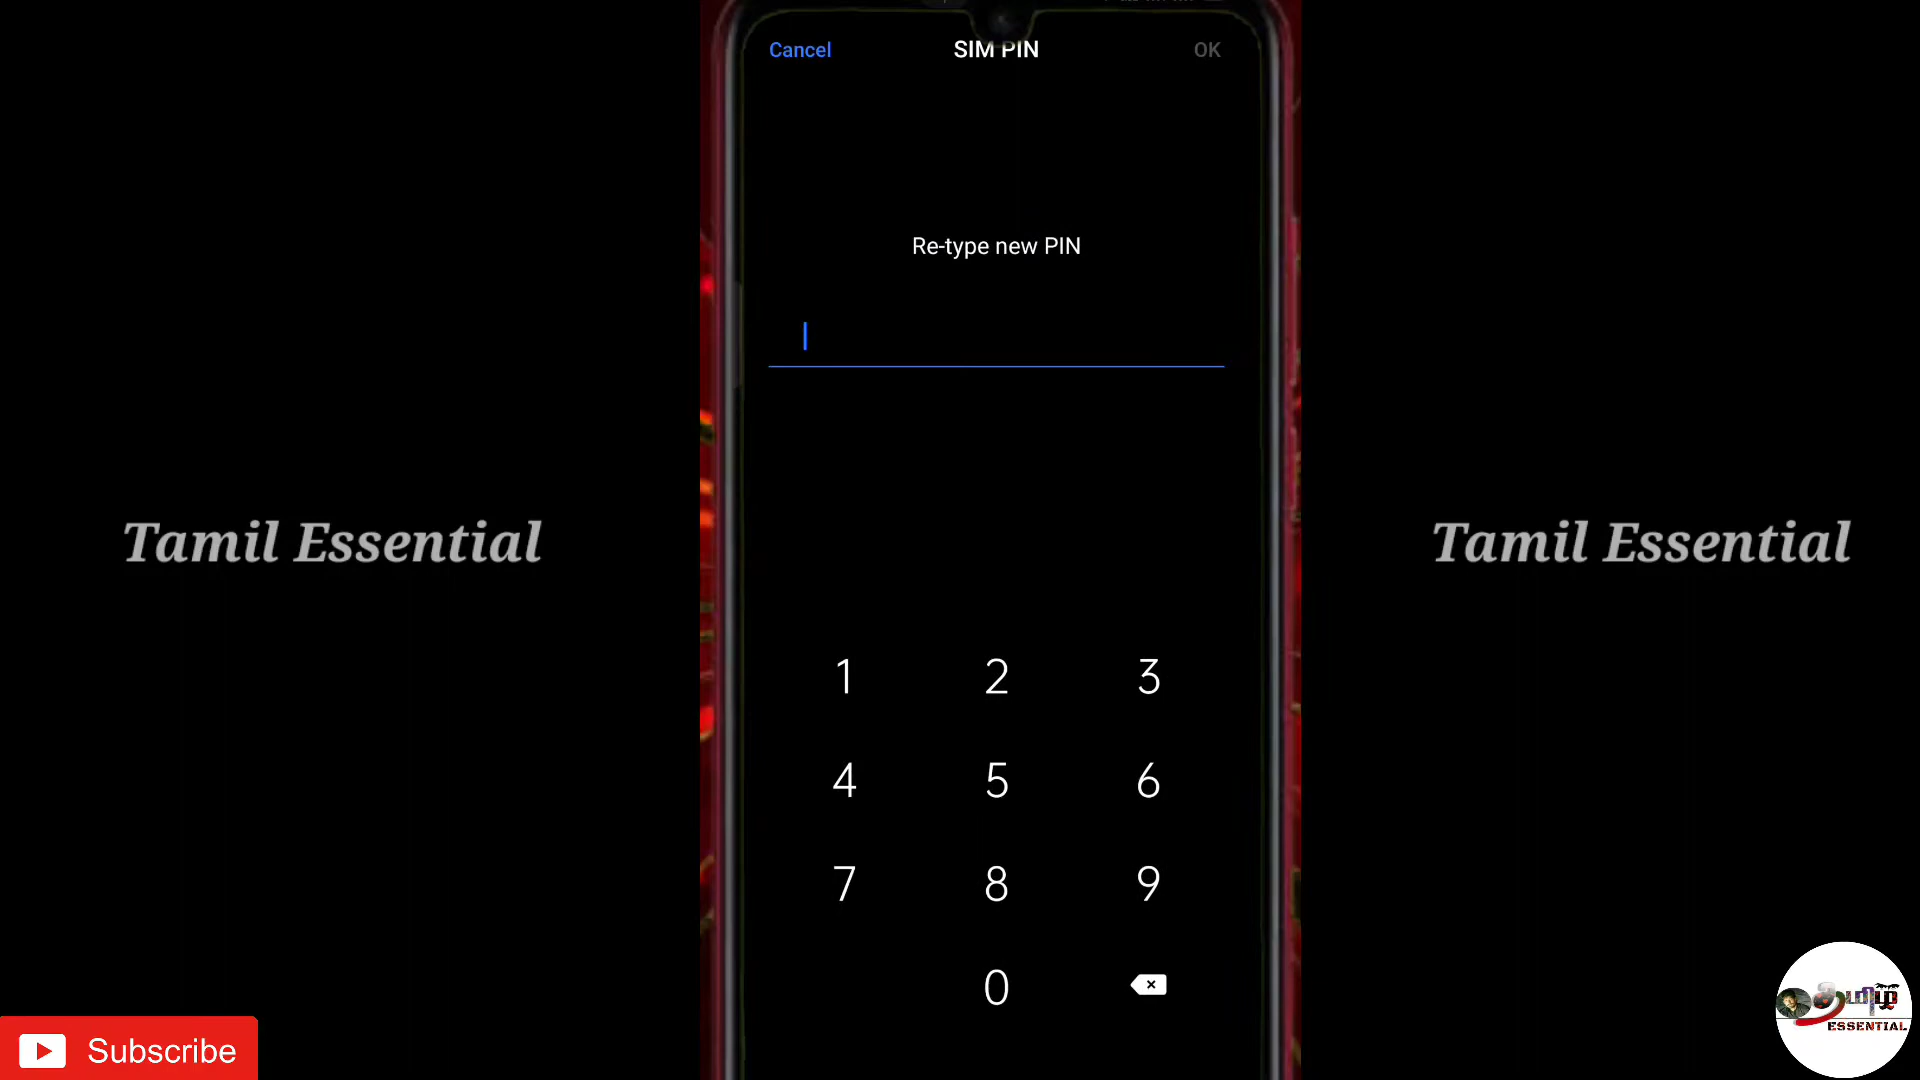 Cancel SIM PIN OK
Re-type new PIN
Tamil Essential
Tamil Essential
1 2 3
4 5 6
7 8 9
0
Subscribe
தமிழ்
ESSENTIAL